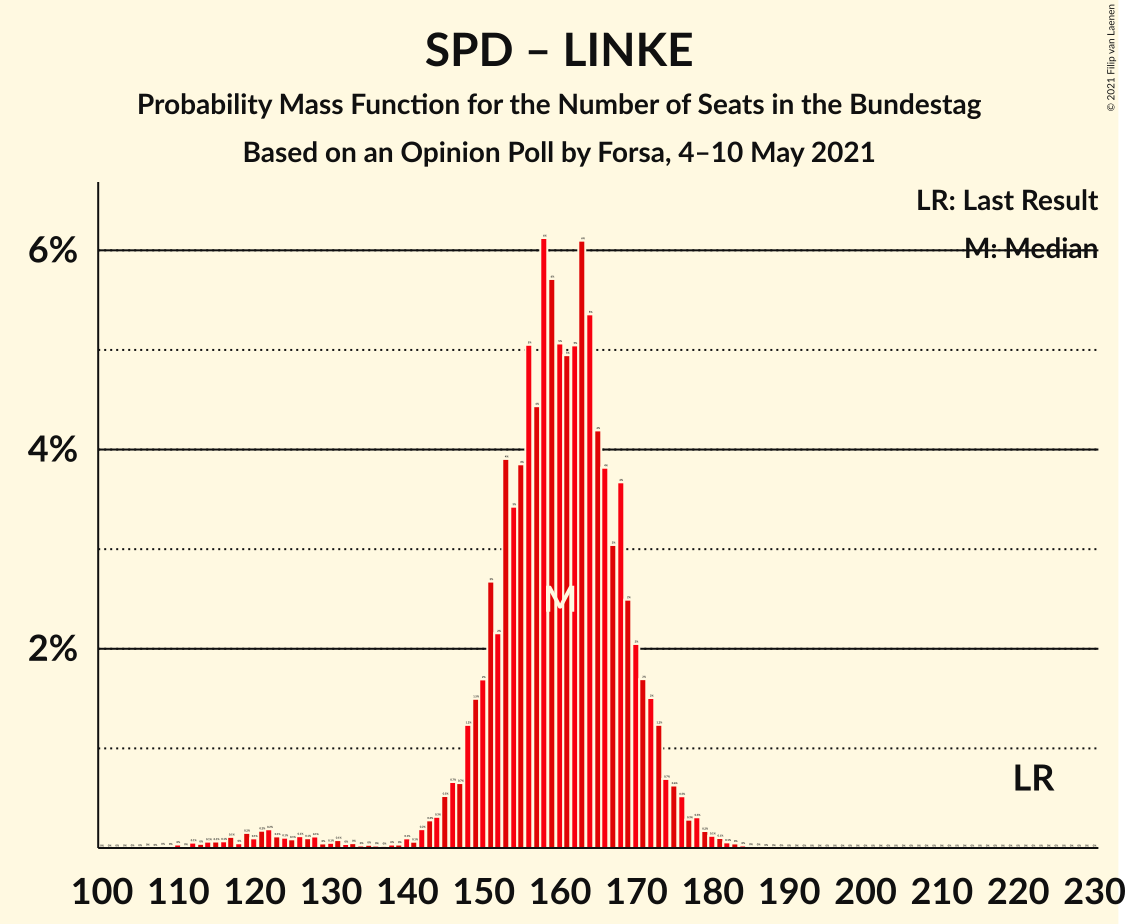 SPD – LINKE
Probability Mass Function for the Number of Seats in the Bundestag
Based on an Opinion Poll by Forsa, 4–10 May 2021
© 2021 Filip van Laenen
LR: Last Result
M: Median
6%
4%
2%
M
LR
100 110 120 130 140 150 160 170 180 190 200 210 220 230